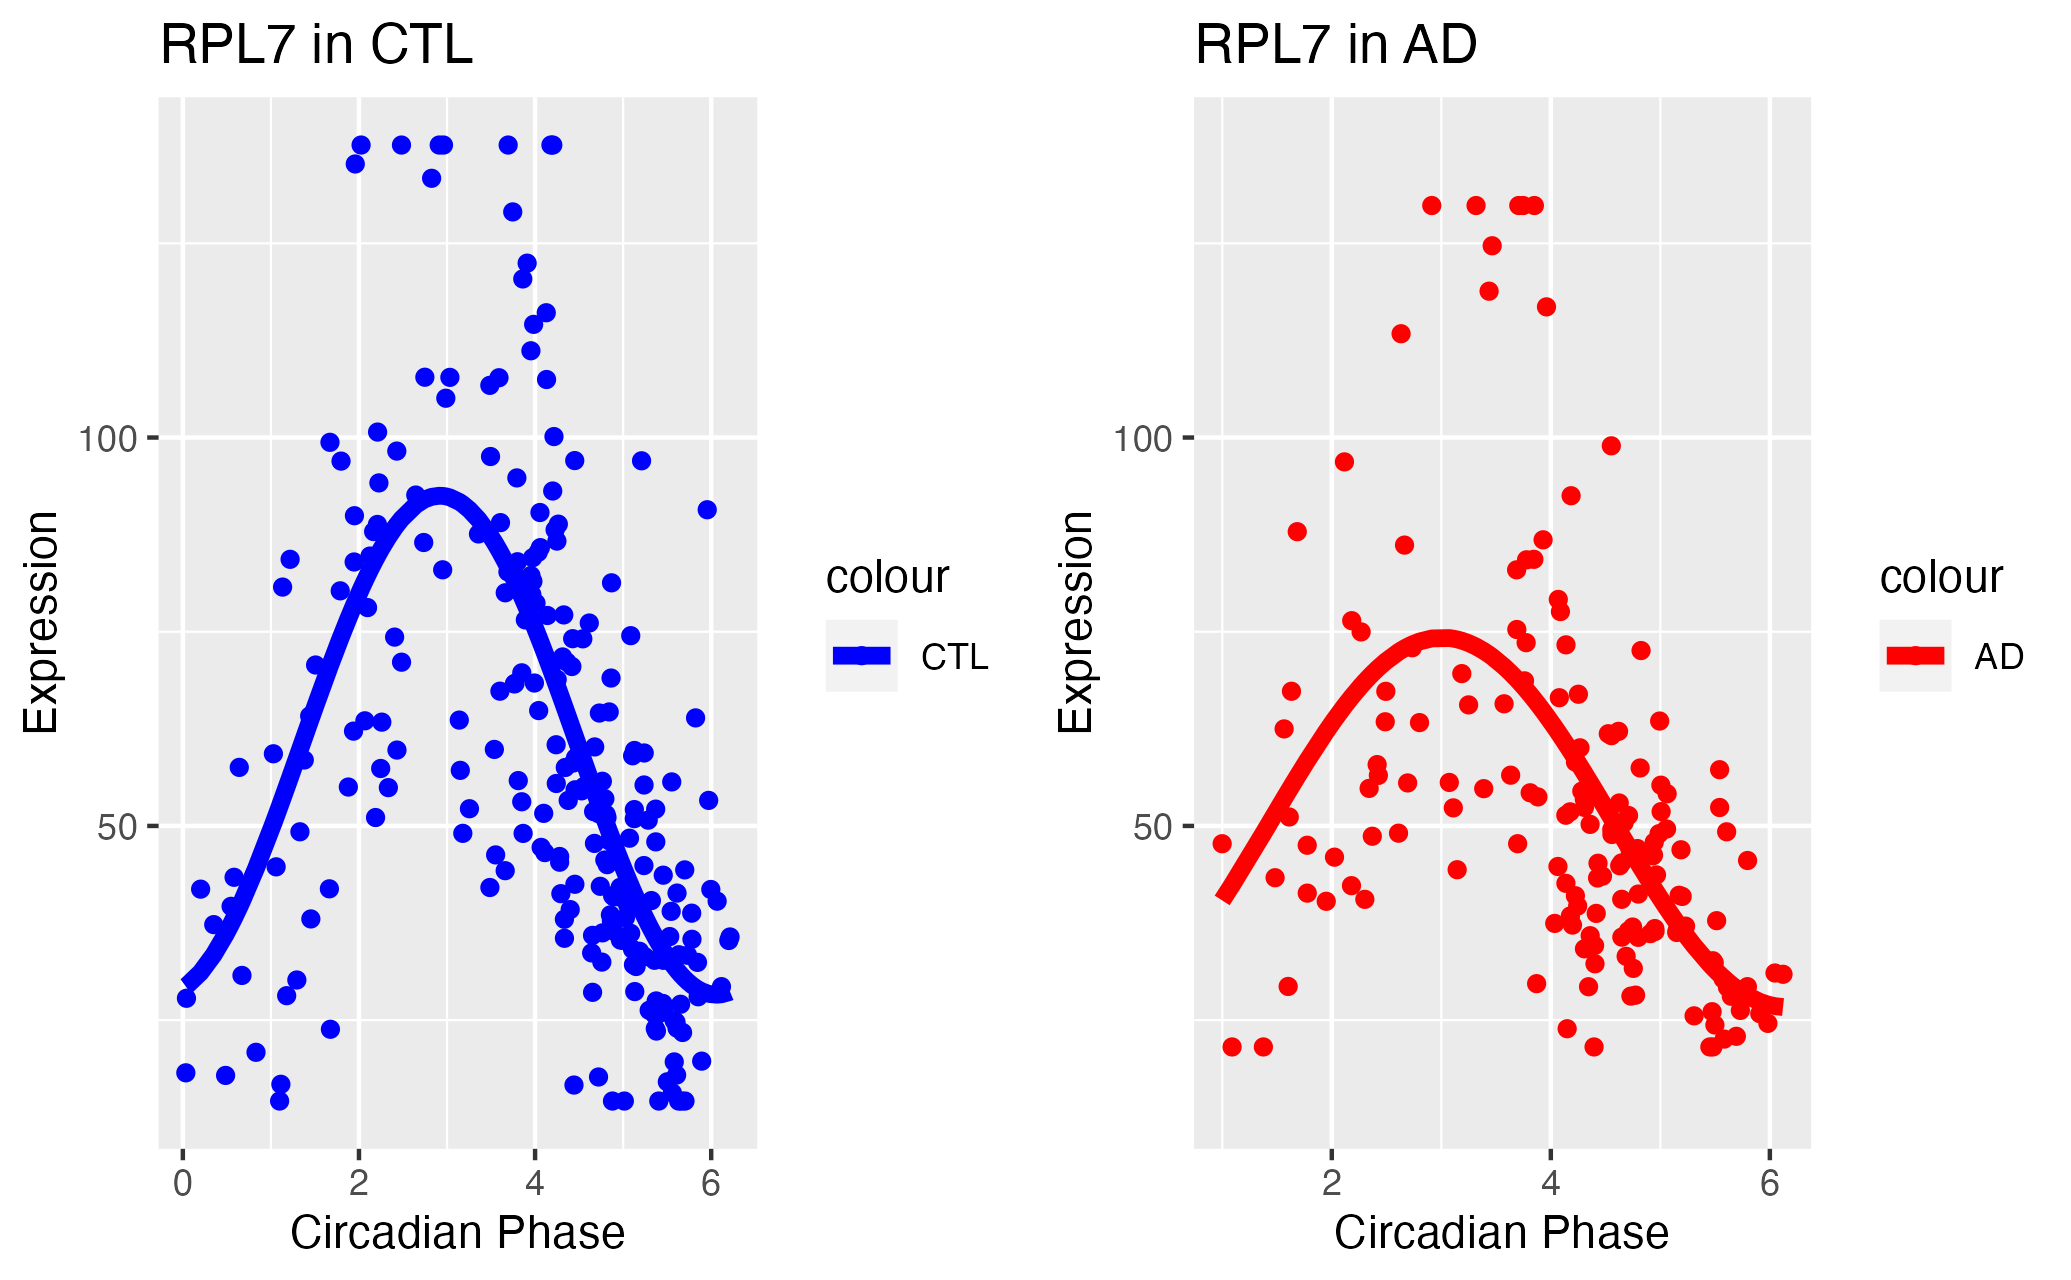 RPL7 in CTL
Expression
100
50
0 2 4 6
Circadian Phase
colour
CTL
RPL7 in AD
Expression
100
50
2 4 6
Circadian Phase
colour
AD